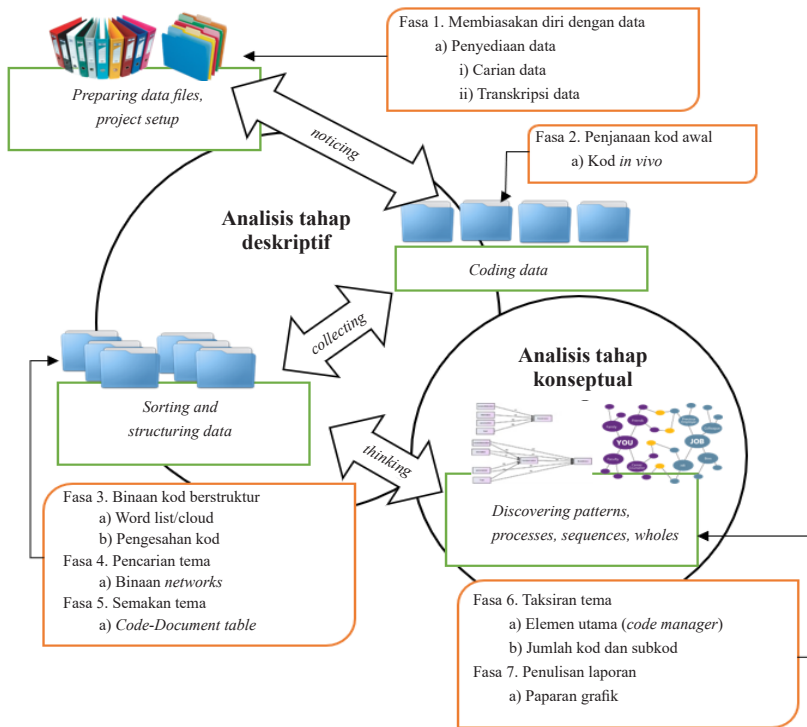 Fasa 1. Membiasakan diri dengan data
a) Penyediaan data
i) Carian data
ii) Transkripsi data
Preparing data files,
project setup
noticing
Fasa 2. Penjanaan kod awal
a) Kod in vivo
Analisis tahap
deskriptif
Coding data
collecting
Analisis tahap
konseptual
Sorting and
structuring data
thinking
YOU
JOB
Discovering patterns,
processes, sequences, wholes
Fasa 3. Binaan kod berstruktur
a) Word list/cloud
b) Pengesahan kod
Fasa 4. Pencarian tema
a) Binaan networks
Fasa 5. Semakan tema
a) Code-Document table
Fasa 6. Taksiran tema
a) Elemen utama (code manager)
b) Jumlah kod dan subkod
Fasa 7. Penulisan laporan
a) Paparan grafik